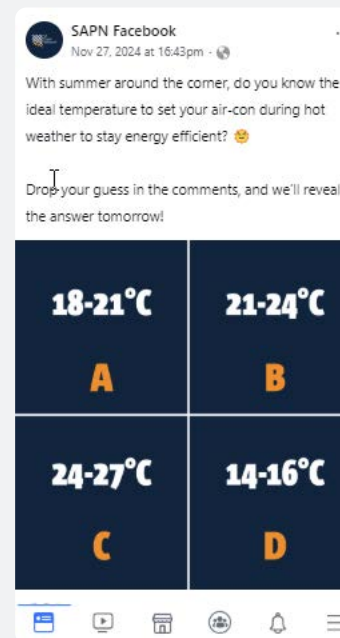 SAPN Facebook
Nov 27, 2024 at 16:43pm ·
With summer around the corner, do you know the
ideal temperature to set your air-con during hot
weather to stay energy efficient?
Drop your guess in the comments, and we'll reveal
the answer tomorrow!
18-21°C
21-24°C
A
B
24-27°C
14-16°C
C
D